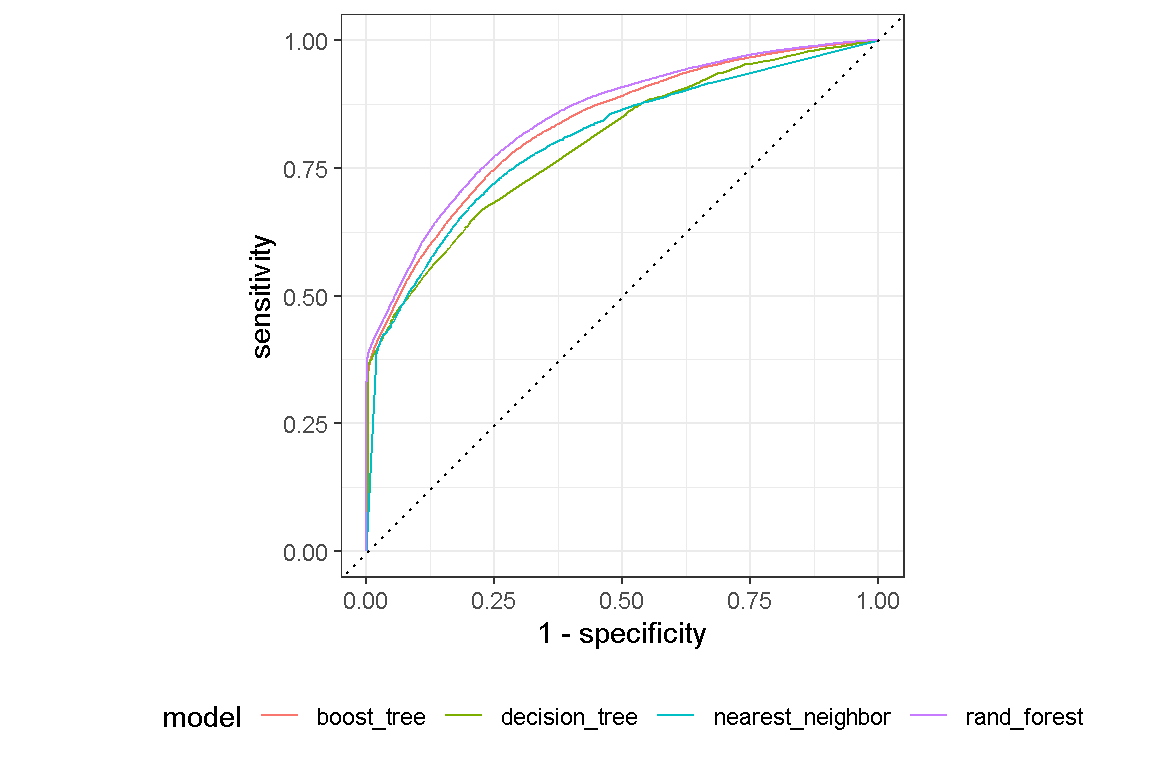 1.00
0.75
0.50
0.25
0.00
sensitivity
0.00 0.25 0.50 0.75 1.00
1 - specificity
model boost_tree decision_tree nearest_neighbor rand_forest